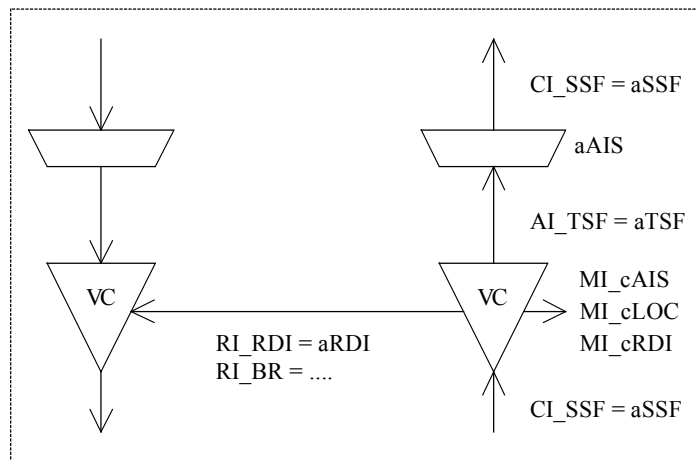 CI_SSF = aSSF
aAIS
AI_TSF = aTSF
VC
VC
MI_cAIS
MI_cLOC
MI_cRDI
RI_RDI = aRDI
RI_BR = ....
CI_SSF = aSSF